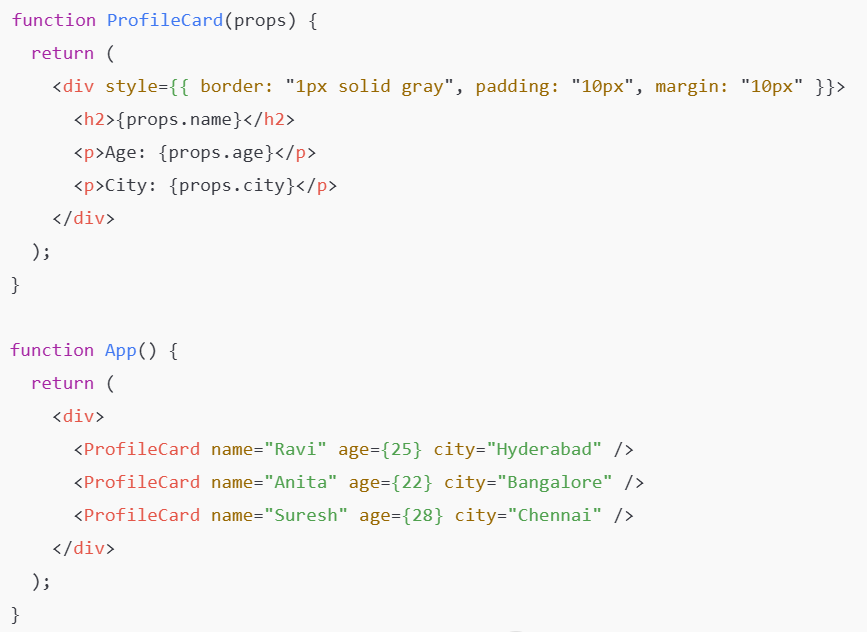 function ProfileCard(props) {
  return (
    <div style={{ border: "1px solid gray", padding: "10px", margin: "10px" }}>
      <h2>{props.name}</h2>
      <p>Age: {props.age}</p>
      <p>City: {props.city}</p>
    </div>
  );
}

function App() {
  return (
    <div>
      <ProfileCard name="Ravi" age={25} city="Hyderabad" />
      <ProfileCard name="Anita" age={22} city="Bangalore" />
      <ProfileCard name="Suresh" age={28} city="Chennai" />
    </div>
  );
}